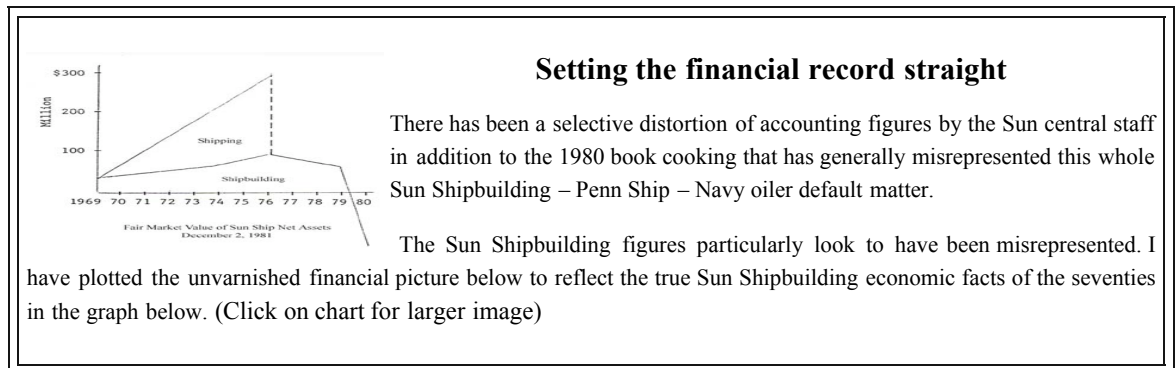 Setting the financial record straight
$300
200
100
Million
Shipping
Shipbuilding
1969 70 71 72 73 74 75 76 77 78 79 80
Fair Market Value of Sun Ship Net Assets
December 2, 1981
There has been a selective distortion of accounting figures by the Sun central staff
in addition to the 1980 book cooking that has generally misrepresented this whole
Sun Shipbuilding – Penn Ship – Navy oiler default matter.
The Sun Shipbuilding figures particularly look to have been misrepresented. I
have plotted the unvarnished financial picture below to reflect the true Sun Shipbuilding economic facts of the seventies
in the graph below. (Click on chart for larger image)